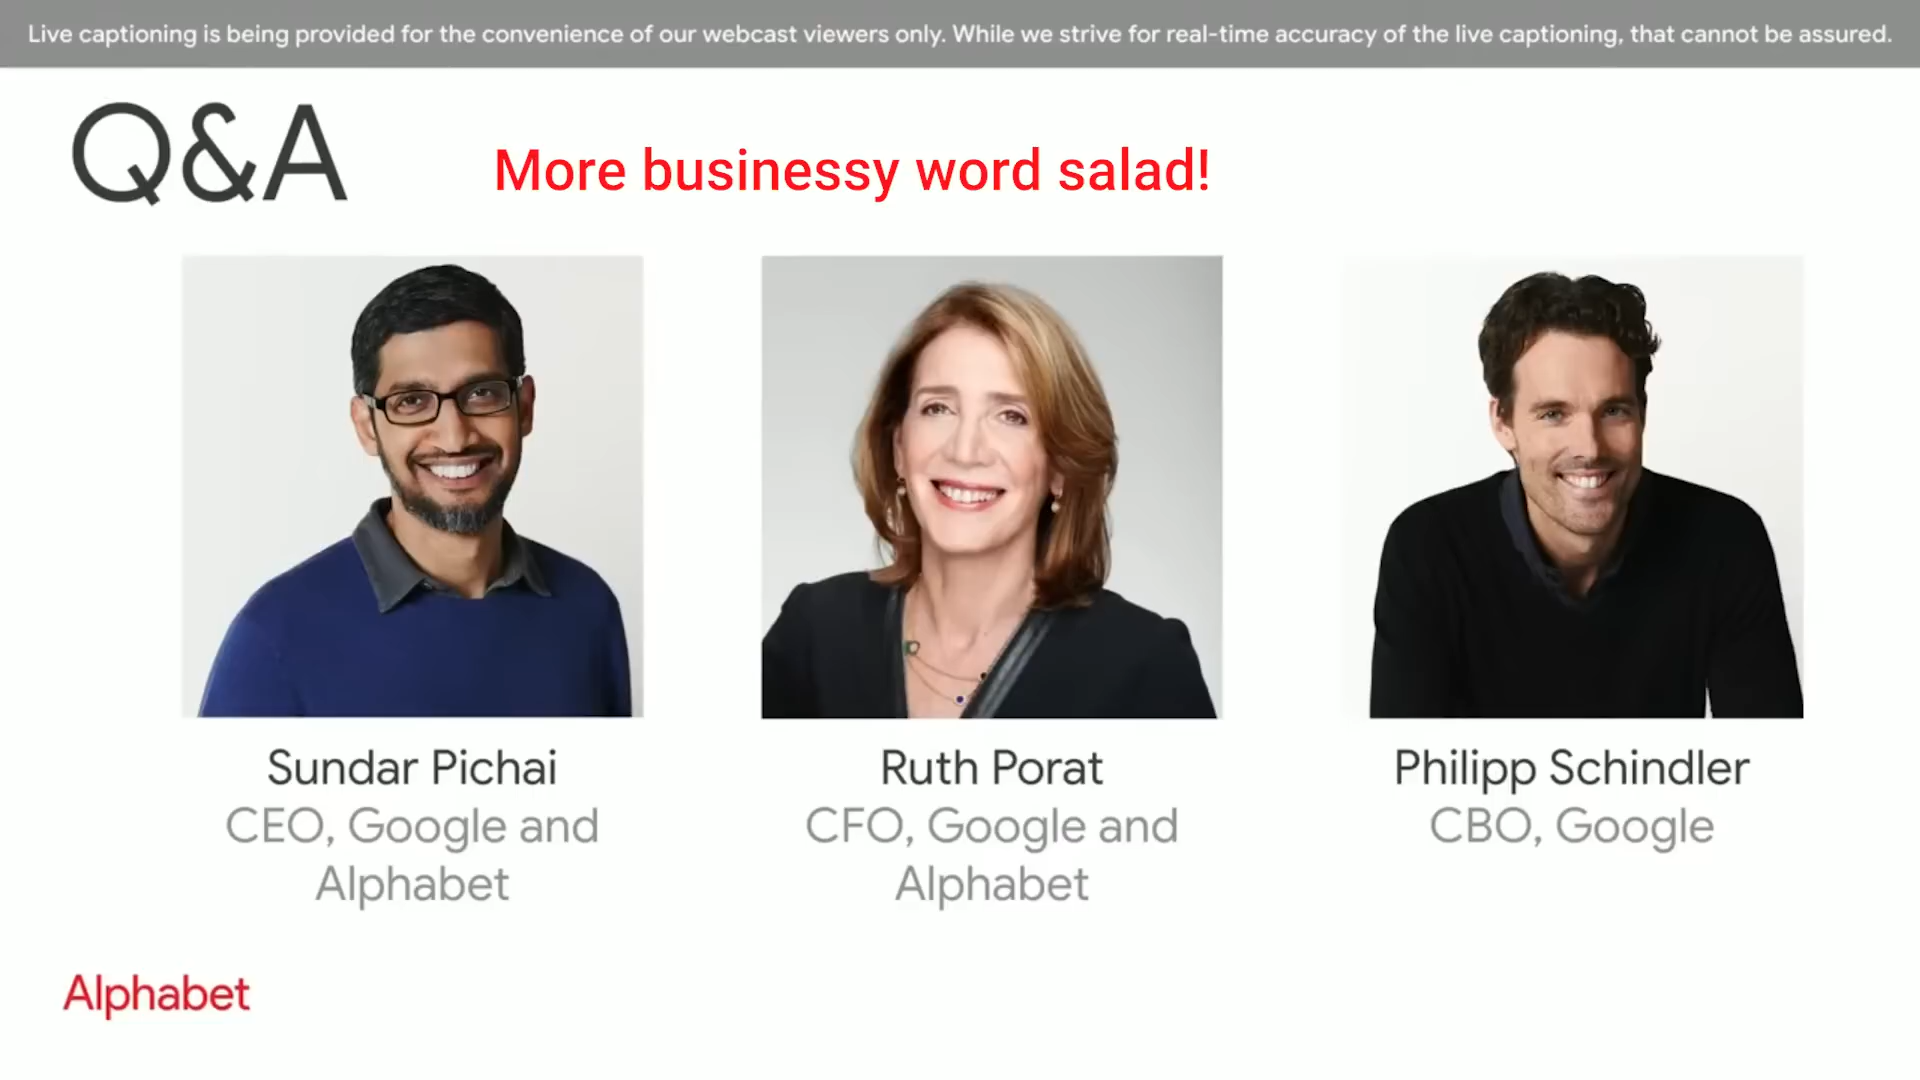 Live captioning is being provided for the convenience of our webcast viewers only. While we strive for real-time accuracy of the live captioning, that cannot be assured.
Q&A
More businessy word salad!
Sundar Pichai
CEO, Google and
Alphabet
Ruth Porat
CFO, Google and
Alphabet
Philipp Schindler
CBO, Google
Alphabet